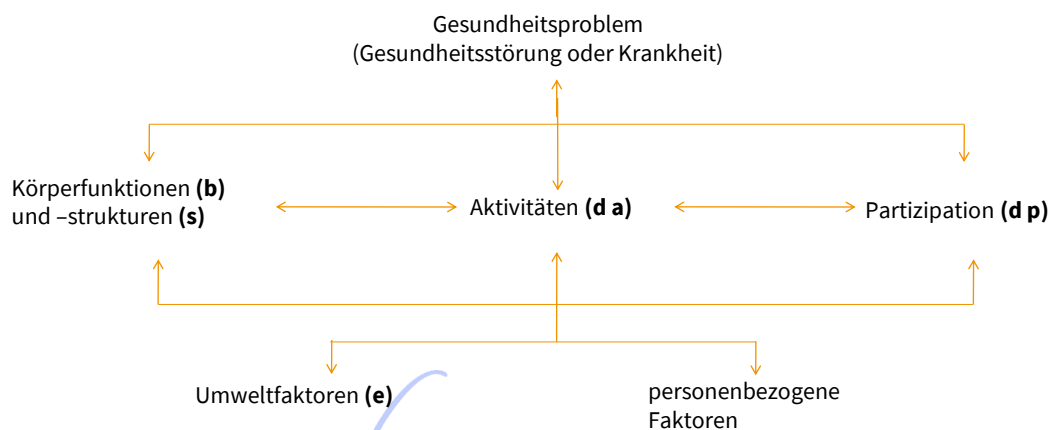 Gesundheitsproblem
(Gesundheitsstörung oder Krankheit)
Körperfunktionen (b)
und –strukturen (s)
Aktivitäten (d a)
Partizipation (d p)
Umweltfaktoren (e)
personenbezogene
Faktoren